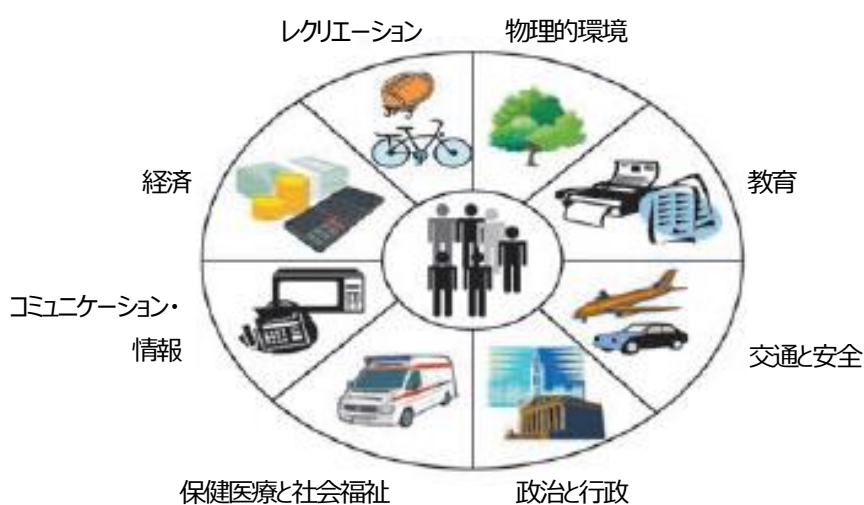 レクリエーション
物理的環境
経済
教育
コミュニケーション・
情報
交通と安全
保健医療と社会福祉
政治と行政